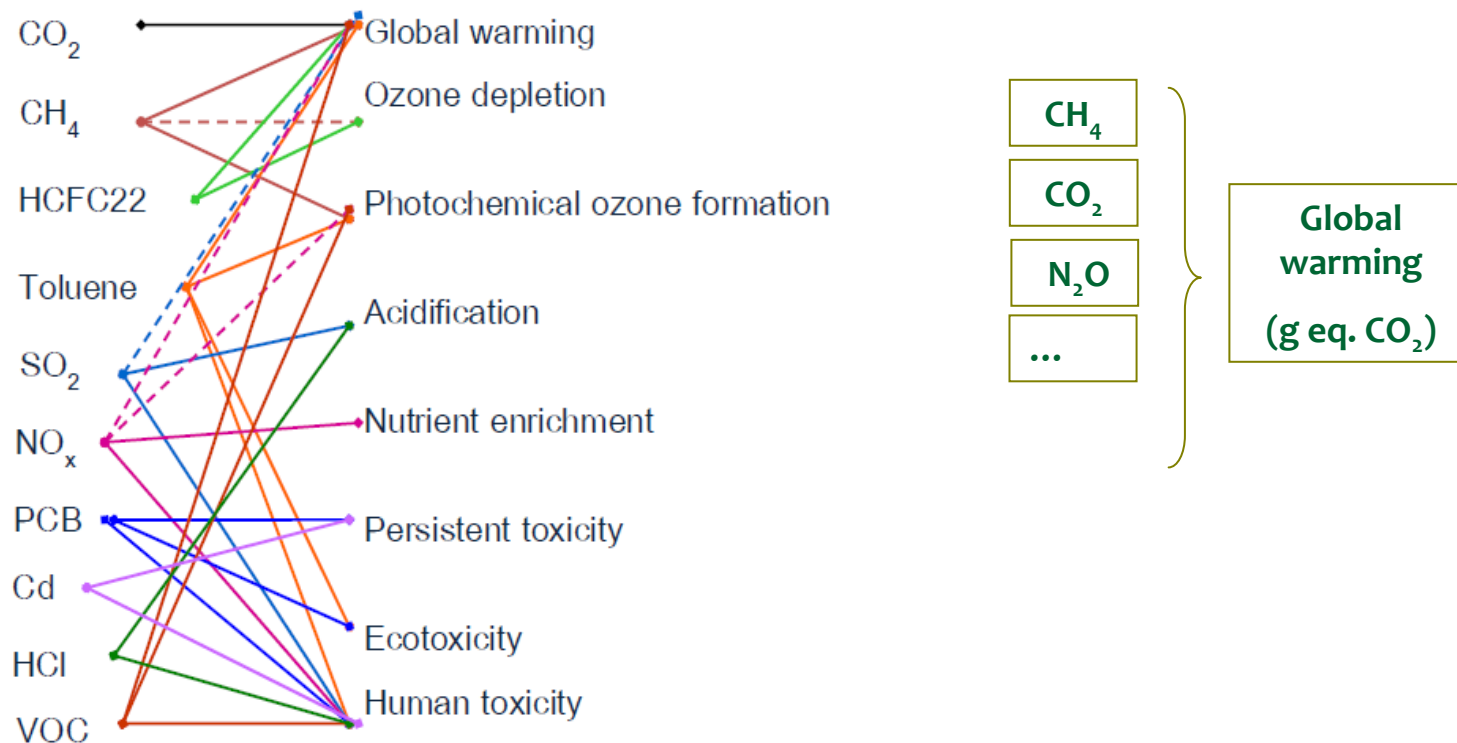 CO₂
CH₄
HCFC22
Toluene
SO₂
NOₓ
PCB
Cd
HCl
VOC
Global warming
Ozone depletion
Photochemical ozone formation
Acidification
Nutrient enrichment
Persistent toxicity
Ecotoxicity
Human toxicity
CH₄
CO₂
N₂O
...
Global
warming
(g eq. CO₂)